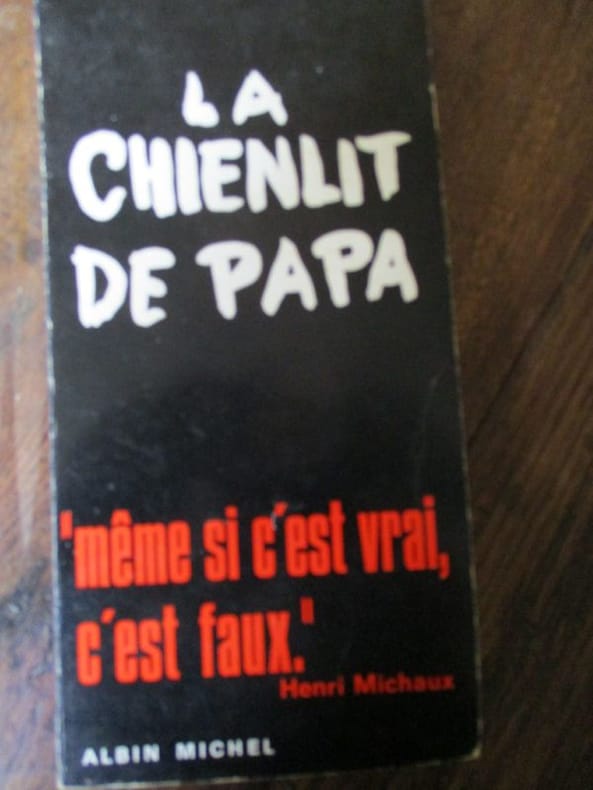 LA
CHIENLIT
DE PAPA
'même si c'est vrai,
c'est faux.'
Henri Michaux
ALBIN MICHEL